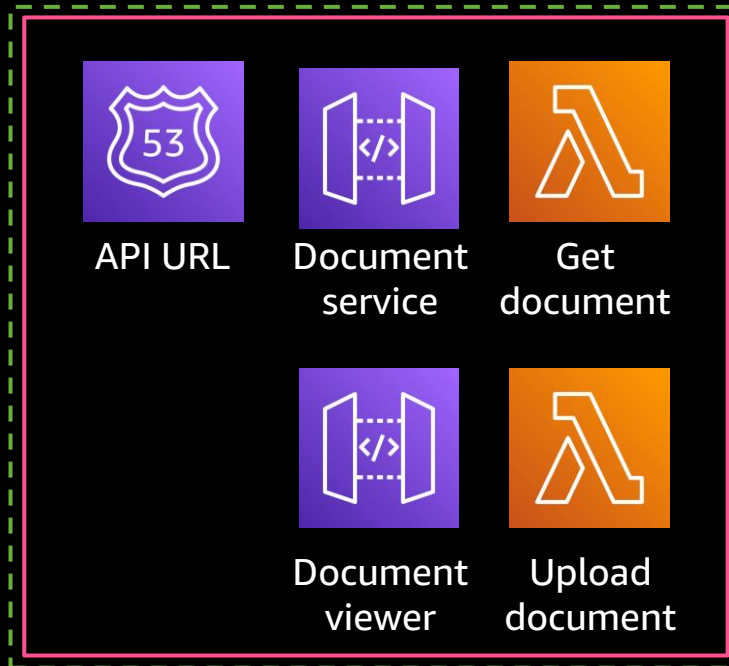 53
API URL
Document
service
Get
document
</>
</>
Document
viewer
Upload
document